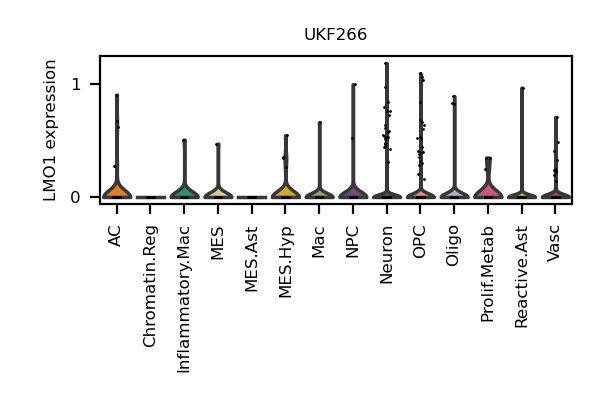 UKF266
LMO1 expression
1
0
AC
Chromatin.Reg
Inflammatory.Mac
MES
MES.Ast
MES.Hyp
Mac
NPC
Neuron
OPC
Oligo
Prolif.Metab
Reactive.Ast
Vasc